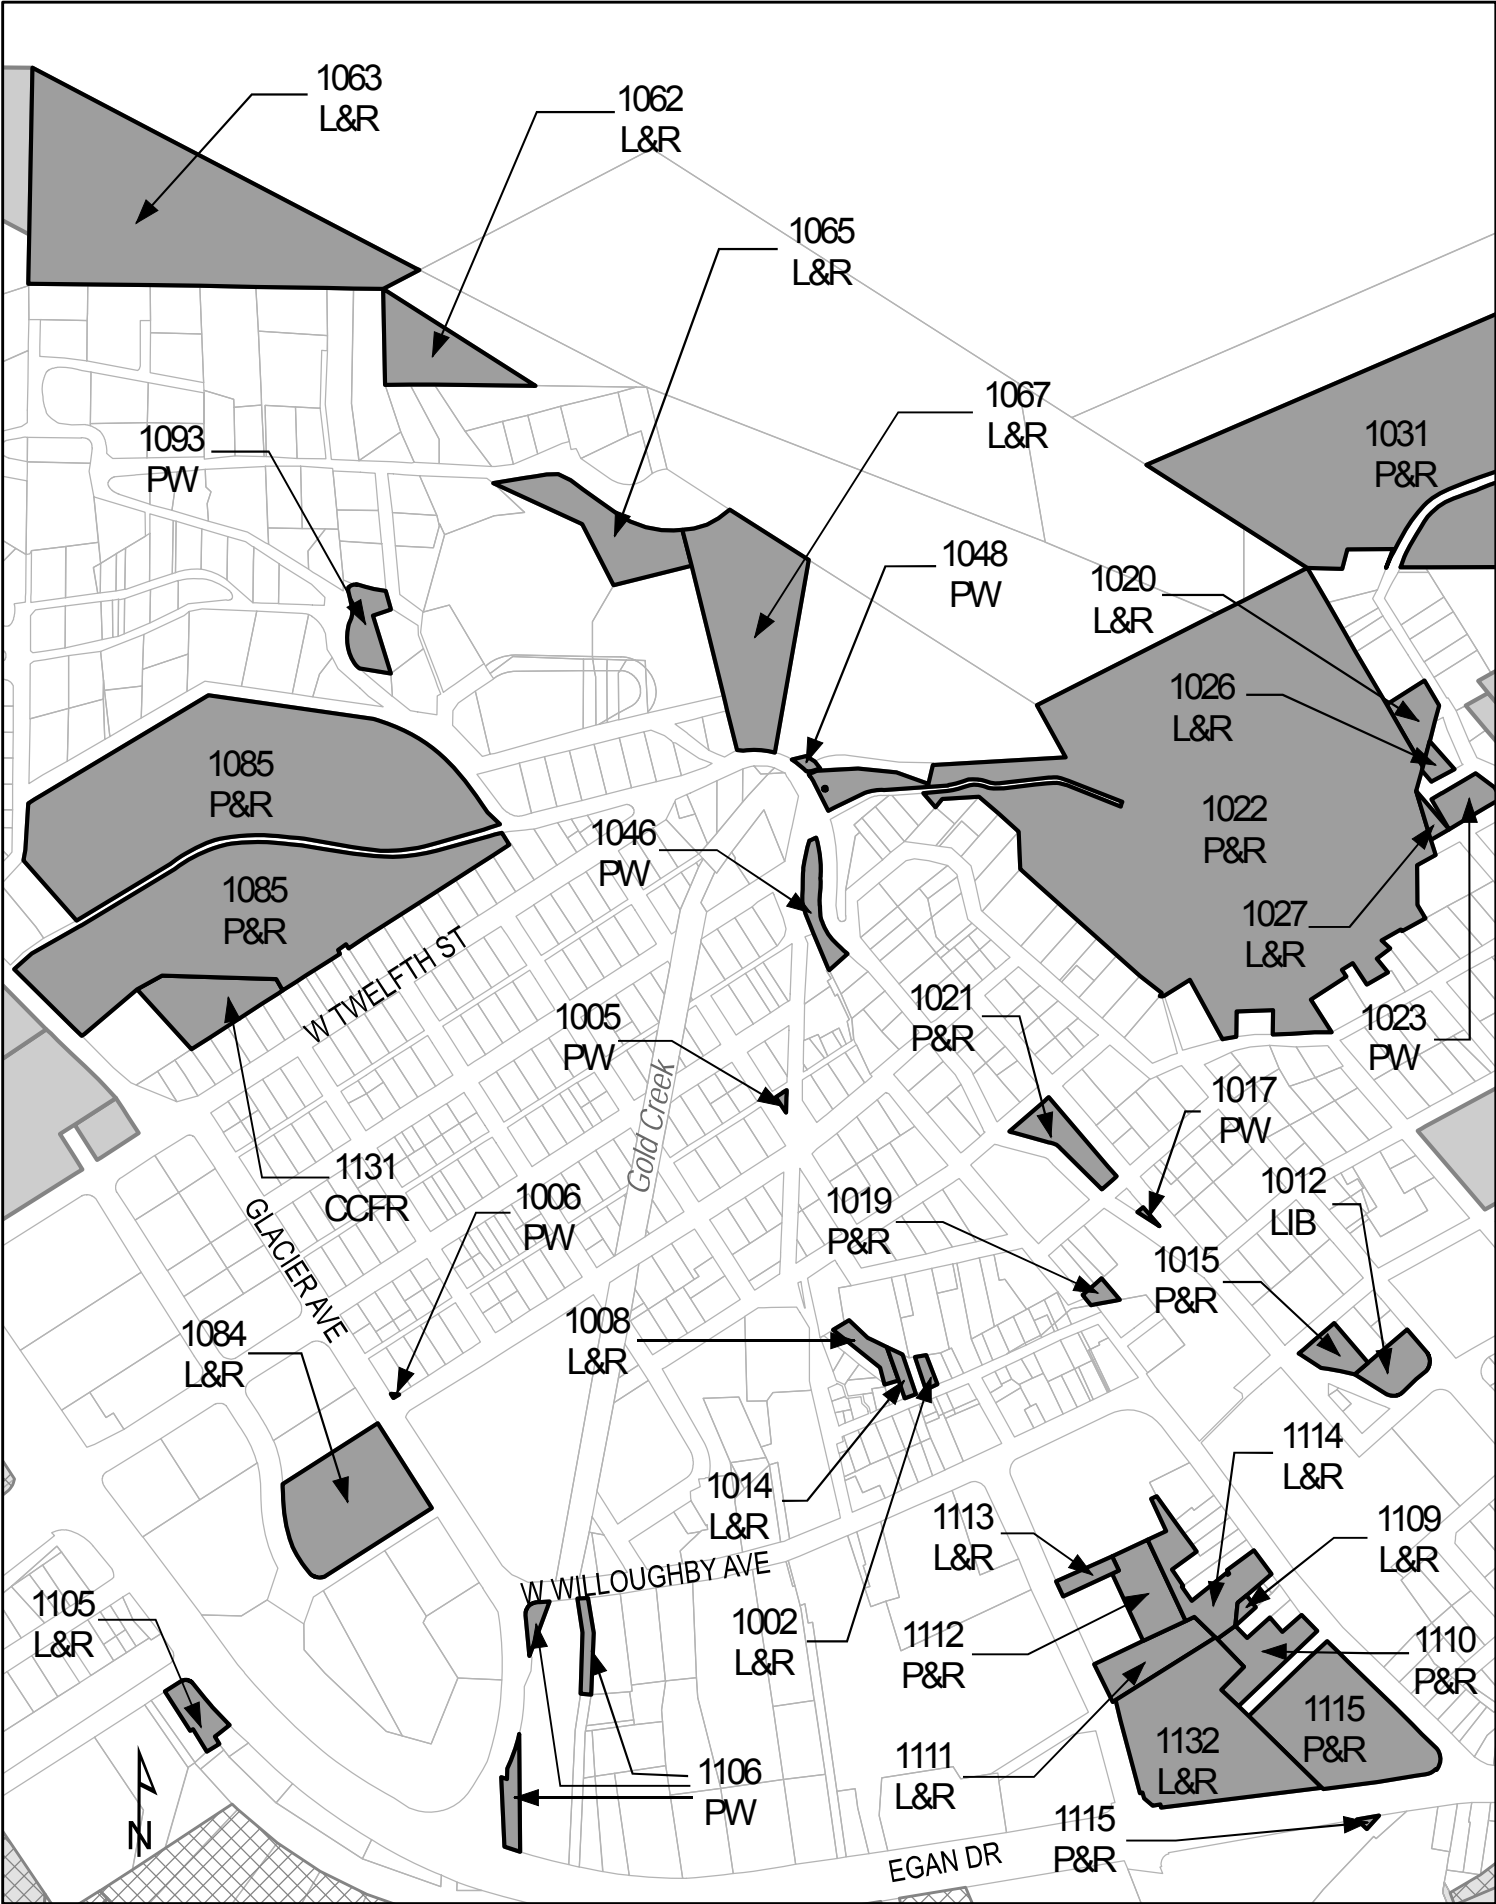 1063
L&R
1062
L&R
1065
L&R
1067
L&R
1031
P&R
1093
PW
1048
PW
1020
L&R
1026
L&R
1085
P&R
1022
P&R
1046
PW
1085
P&R
1027
L&R
W TWELFTH ST
1021
P&R
1005
PW
1023
PW
Gold Creek
1017
PW
1131
CCFR
1006
PW
1019
P&R
1012
LIB
GLACIER AVE
1015
P&R
1084
L&R
1008
L&R
1014
L&R
1114
L&R
1113
L&R
1109
L&R
W WILLOUGHBY AVE
1105
L&R
1002
L&R
1112
P&R
1110
P&R
1115
P&R
1132
L&R
1111
L&R
1106
PW
1115
P&R
N
EGAN DR